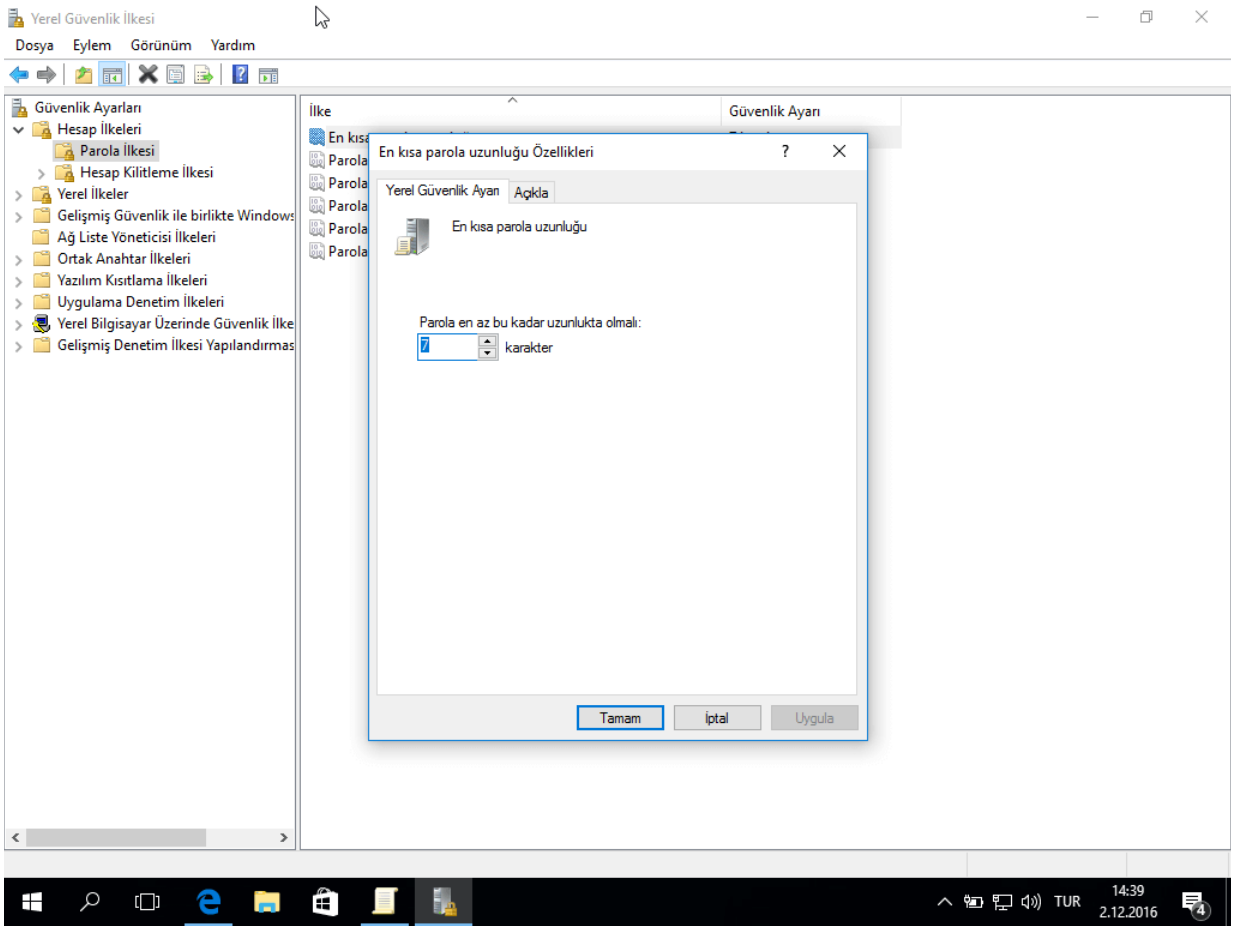 Yerel Güvenlik İlkesi
Dosya Eylem Görünüm Yardım
Güvenlik Ayarları
Hesap İlkeleri
Parola İlkesi
Hesap Kilitleme İlkesi
Yerel İlkeler
Gelişmiş Güvenlik ile birlikte Windows
Ağ Liste Yöneticisi İlkeleri
Ortak Anahtar İlkeleri
Yazılım Kısıtlama İlkeleri
Uygulama Denetim İlkeleri
Yerel Bilgisayar Üzerinde Güvenlik İlke
Gelişmiş Denetim İlkesi Yapılandırmas
İlke Güvenlik Ayarı
En kısa
Parola
Parola
Parola
Parola
Parola
En kısa parola uzunluğu Özellikleri ?
Yerel Güvenlik Ayarı Açıkla
En kısa parola uzunluğu
Parola en az bu kadar uzunlukta olmalı:
7 karakter
Tamam İptal Uygula
TUR 14:39
2.12.2016
4